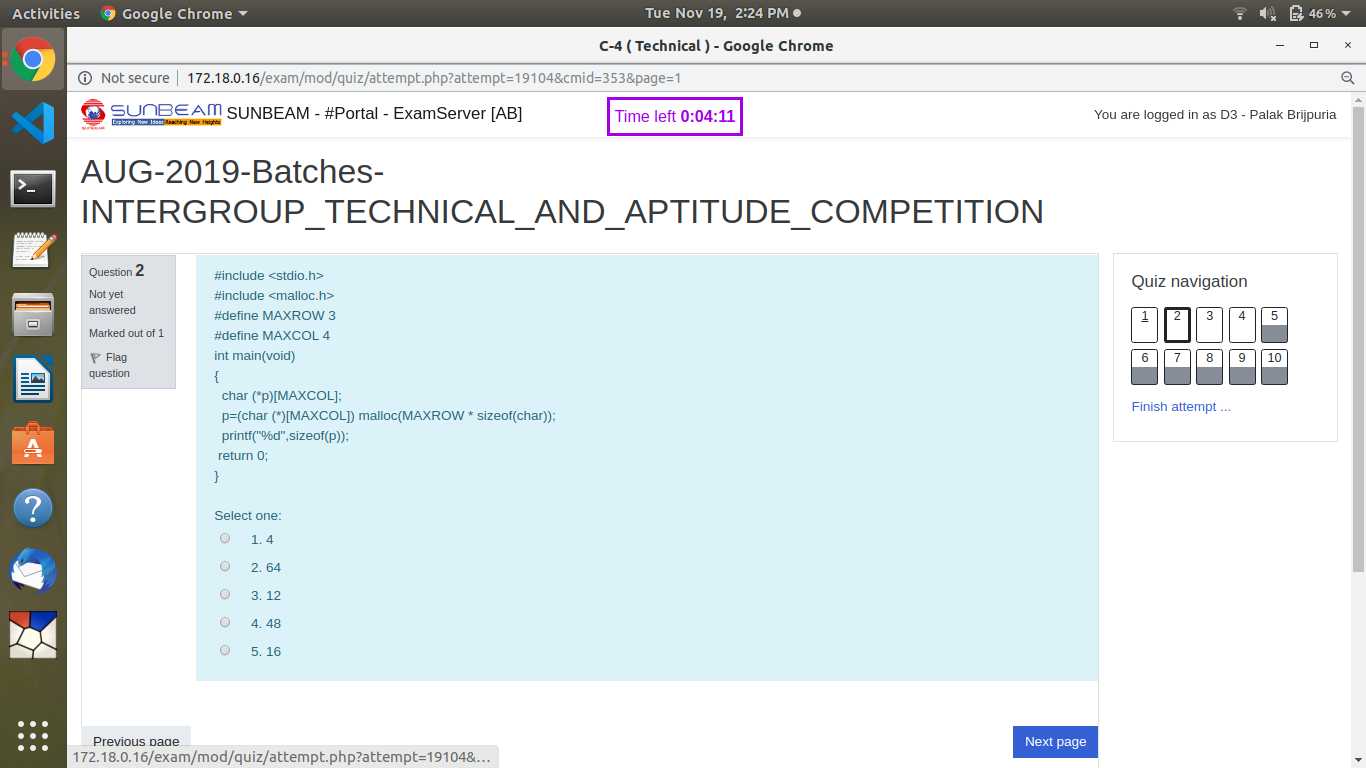 Activities
Google Chrome
Tue Nov 19, 2:24 PM
46%
C-4 ( Technical ) - Google Chrome
Not secure
172.18.0.16/exam/mod/quiz/attempt.php?attempt=19104&cmid=353&page=1
SUNBEAM
Exploring New Ideas Reaching New Heights
SUNBEAM - #Portal - ExamServer [AB]
Time left 0:04:11
You are logged in as D3 - Palak Brijpuria
AUG-2019-Batches-
INTERGROUP_TECHNICAL_AND_APTITUDE_COMPETITION
Question 2
Not yet
answered
Marked out of 1
Flag
question
#include <stdio.h>
#include <malloc.h>
#define MAXROW 3
#define MAXCOL 4
int main(void)
{
char (*p)[MAXCOL];
p=(char (*)[MAXCOL]) malloc(MAXROW * sizeof(char));
printf("%d",sizeof(p));
return 0;
}
Select one:
1. 4
2. 64
3. 12
4. 48
5. 16
Quiz navigation
1 2 3 4 5
6 7 8 9 10
Finish attempt ...
Previous page
Next page
172.18.0.16/exam/mod/quiz/attempt.php?attempt=19104&...